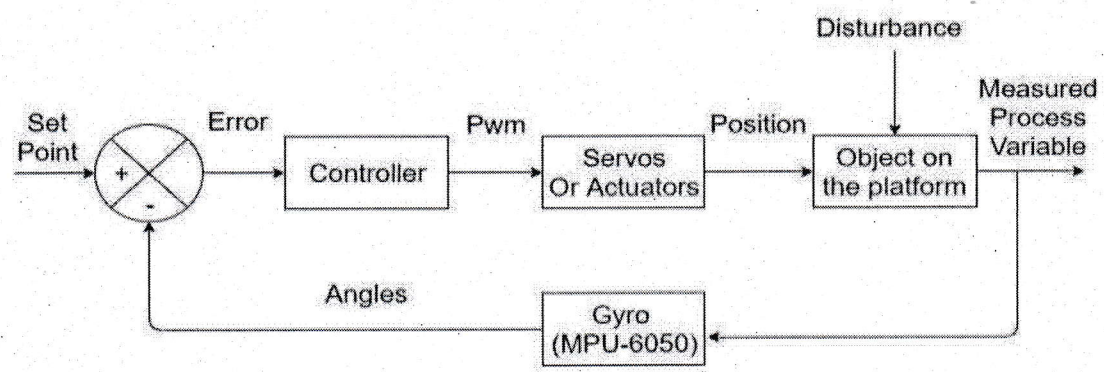 Disturbance
Set
Point
Error
Pwm
Position
Measured
Process
Variable
+
-
Controller
Servos
Or Actuators
Object on
the platform
Angles
Gyro
(MPU-6050)